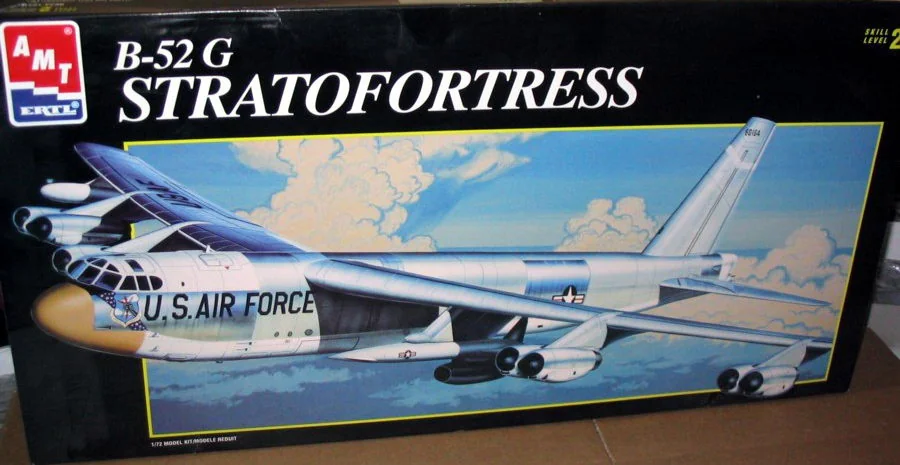 AMT
ERTL®
B-52 G
STRATOFORTRESS
SKILL
LEVEL 2
U.S. AIR FORCE
1/72 MODEL KIT/MODELE REDUIT